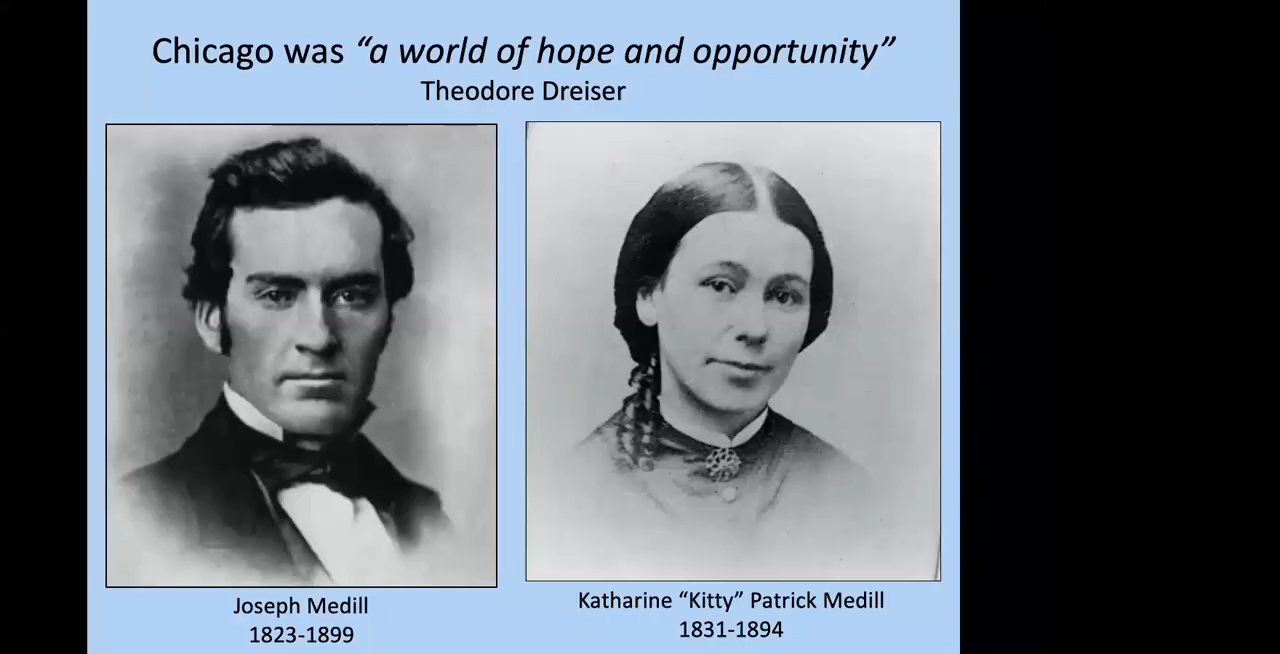 Chicago was “a world of hope and opportunity”
Theodore Dreiser
Joseph Medill
1823-1899
Katharine “Kitty” Patrick Medill
1831-1894